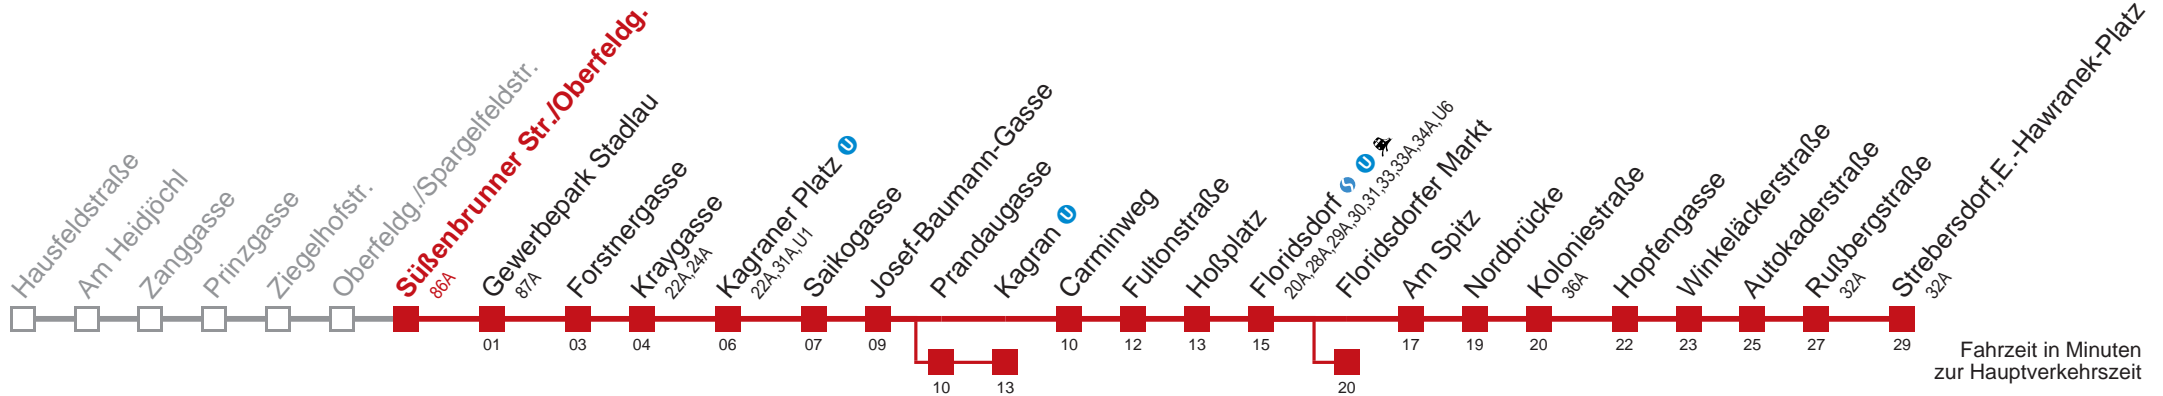 Hausfeldstraße
Am Heidjöchl
Zanggasse
Prinzgasse
Ziegelhofstr.
Oberfeldg./Spargelfeldstr.
Süßenbrunner Str./Oberfeldg.
86A
Gewerbepark Stadlau
87A
Forstnergasse
Kraygasse
22A,24A
Kagraner Platz U
22A,31A,U1
Saikogasse
Josef-Baumann-Gasse
Prandaugasse
Kagran U
Carminweg
Fultonstraße
Hoßplatz
Floridsdorf S U
20A,28A,29A,30,31,33,33A,34A,U6
Floridsdorfer Markt
Am Spitz
Nordbrücke
Koloniestraße
36A
Hopfengasse
Winkeläckerstraße
Autokaderstraße
Rußbergstraße
32A
Strebersdorf,E.-Hawranek-Platz
32A
01 03 04 06 07 09 10 12 13 15 17 19 20 22 23 25 27 29
10 13 20
Fahrzeit in Minuten
zur Hauptverkehrszeit